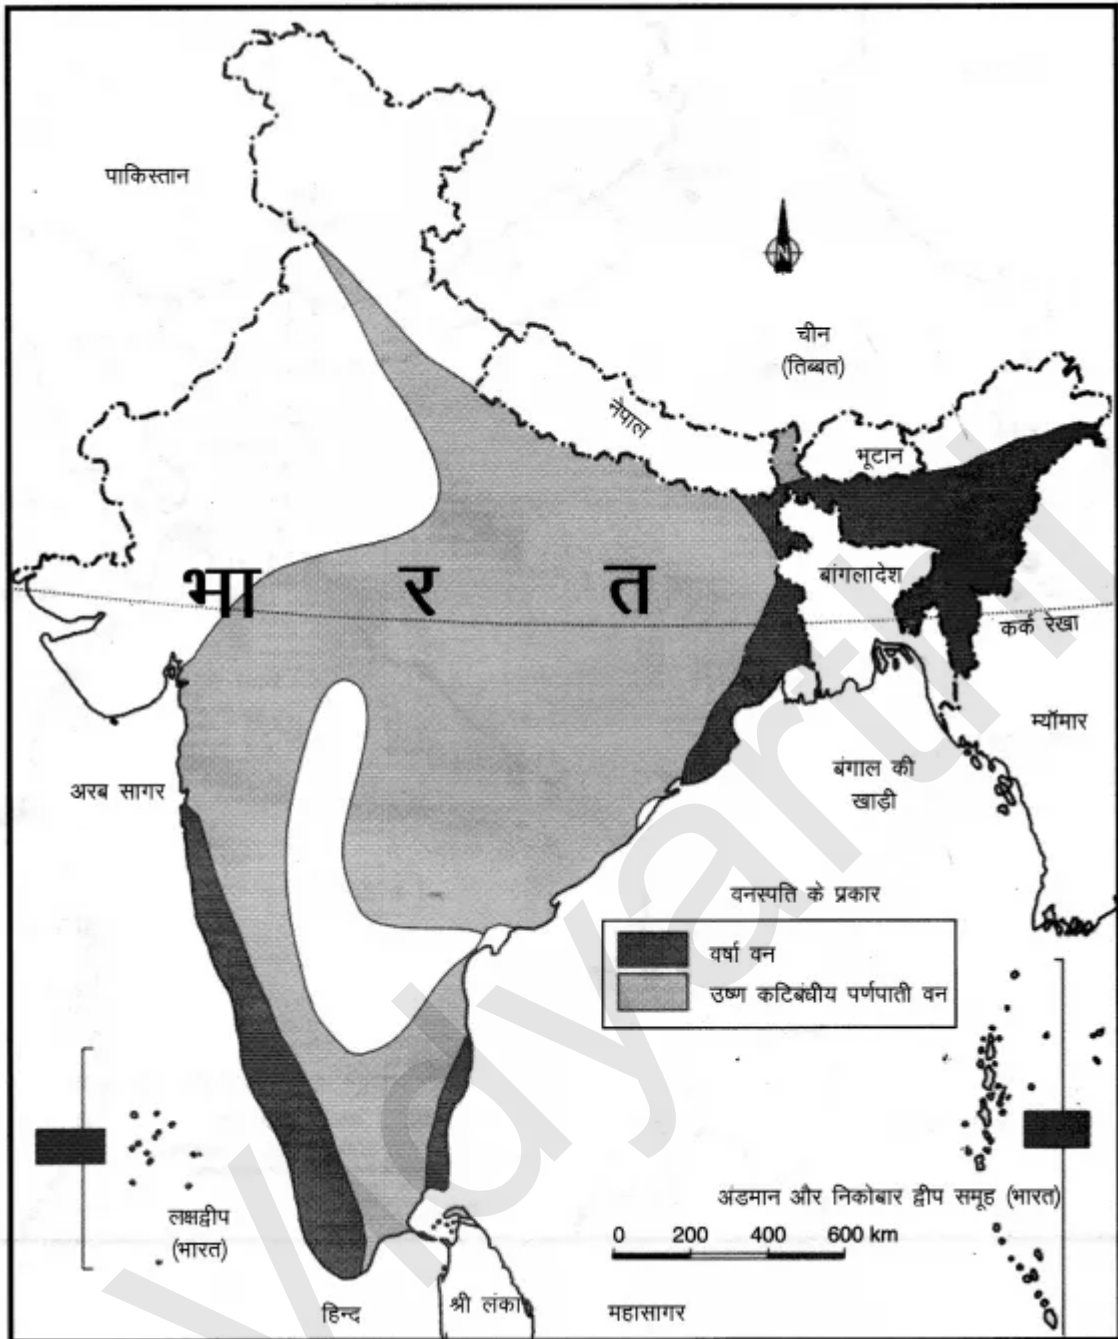 पाकिस्तान
N
चीन
(तिब्बत)
नेपाल
भूटान
भा र त
बांगलादेश
कर्क रेखा
म्यॉमार
अरब सागर
बंगाल की
खाड़ी
वनस्पति के प्रकार
वर्षा वन
उष्ण कटिबंधीय पर्णपाती वन
लक्षद्वीप
(भारत)
अंडमान और निकोबार द्वीप समूह (भारत)
0 200 400 600 km
हिन्द
श्री लंका
महासागर
Vidyarthi